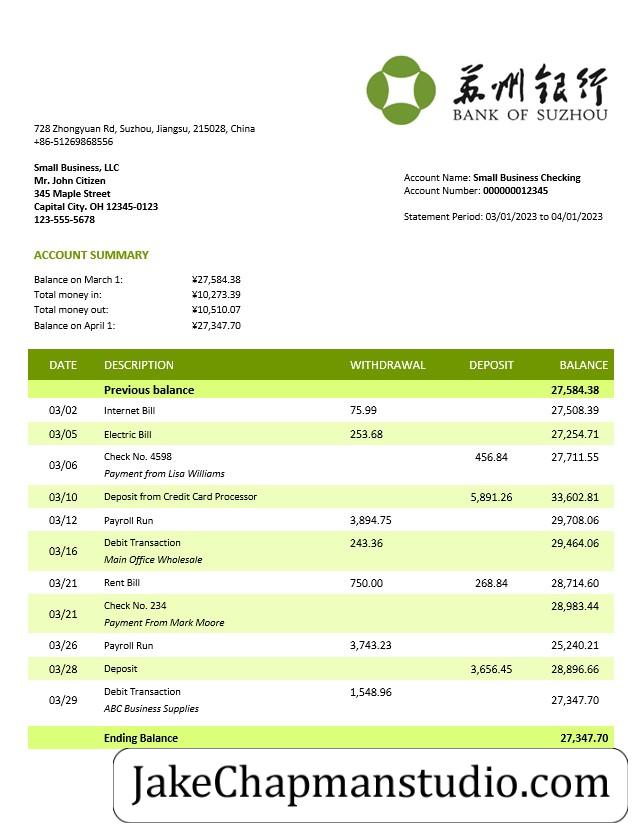 苏州银行
BANK OF SUZHOU
728 Zhongyuan Rd, Suzhou, Jiangsu, 215028, China
+86-51269868556
Small Business, LLC
Mr. John Citizen
345 Maple Street
Capital City. OH 12345-0123
123-555-5678
Account Name: Small Business Checking
Account Number: 000000012345
Statement Period: 03/01/2023 to 04/01/2023
ACCOUNT SUMMARY
Balance on March 1: ¥27,584.38
Total money in: ¥10,273.39
Total money out: ¥10,510.07
Balance on April 1: ¥27,347.70
DATE DESCRIPTION WITHDRAWAL DEPOSIT BALANCE
Previous balance 27,584.38
03/02 Internet Bill 75.99 27,508.39
03/05 Electric Bill 253.68 27,254.71
03/06 Check No. 4598 456.84 27,711.55
Payment from Lisa Williams
03/10 Deposit from Credit Card Processor 5,891.26 33,602.81
03/12 Payroll Run 3,894.75 29,708.06
03/16 Debit Transaction 243.36 29,464.06
Main Office Wholesale
03/21 Rent Bill 750.00 268.84 28,714.60
03/21 Check No. 234 28,983.44
Payment From Mark Moore
03/26 Payroll Run 3,743.23 25,240.21
03/28 Deposit 3,656.45 28,896.66
03/29 Debit Transaction 1,548.96 27,347.70
ABC Business Supplies
Ending Balance 27,347.70
JakeChapmanstudio.com